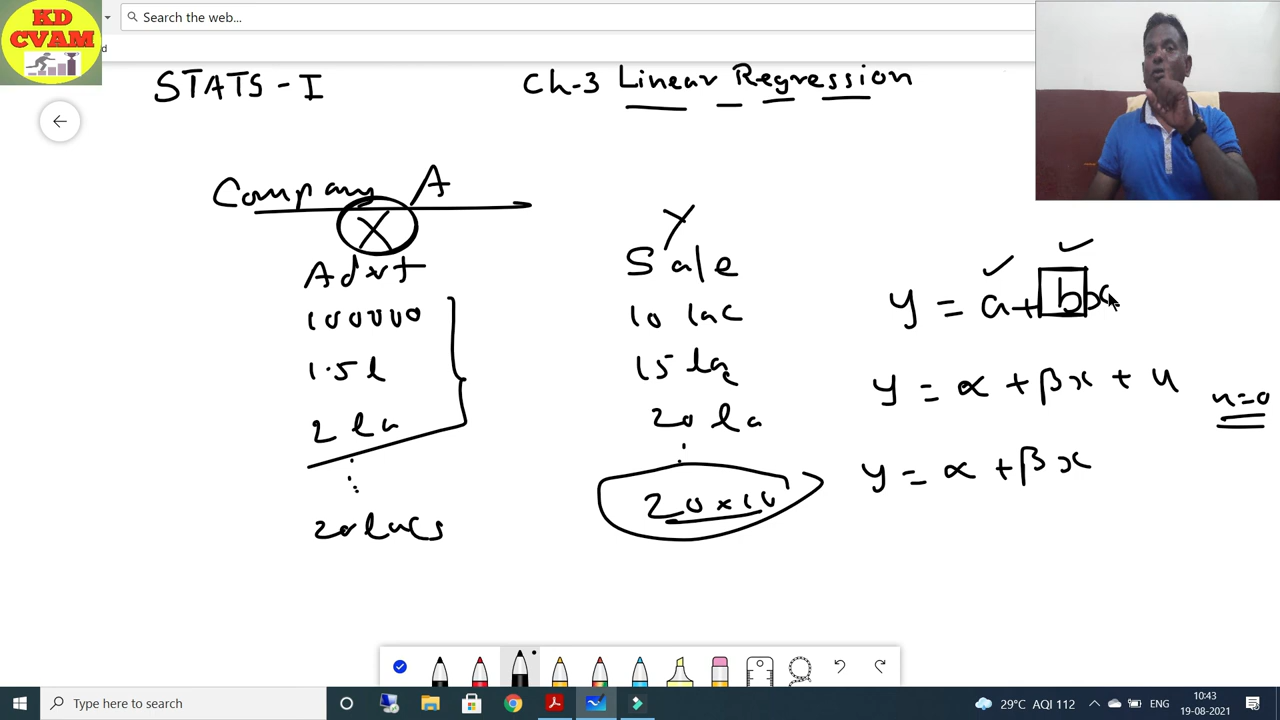 KD
CVAM
Search the web...
STATS - I
Ch-3 Linear Regression
Company A
X
Y
Advt
Sale
100000
10 lac
1.5 l
15 lac
2 la
20 la
20 lacs
20 x 10
y = a + bx
y = α + βx + u
u=0
y = α + βx
Type here to search
29°C AQI 112
ENG
10:43
19-08-2021